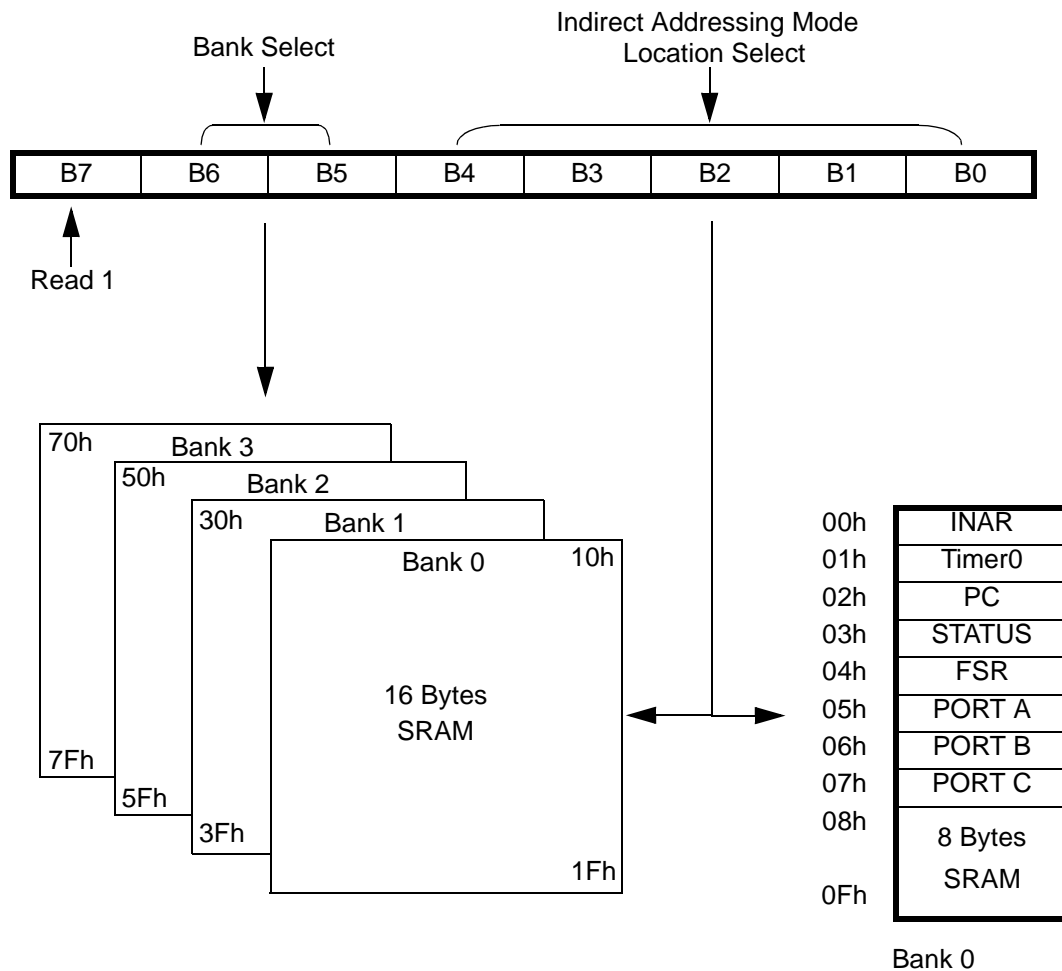 Bank Select
Indirect Addressing Mode
Location Select
B7 B6 B5 B4 B3 B2 B1 B0
Read 1
70h Bank 3
50h Bank 2
30h Bank 1
Bank 0 10h
16 Bytes
SRAM
7Fh
5Fh
3Fh
1Fh
00h INAR
01h Timer0
02h PC
03h STATUS
04h FSR
05h PORT A
06h PORT B
07h PORT C
08h
8 Bytes
SRAM
0Fh
Bank 0